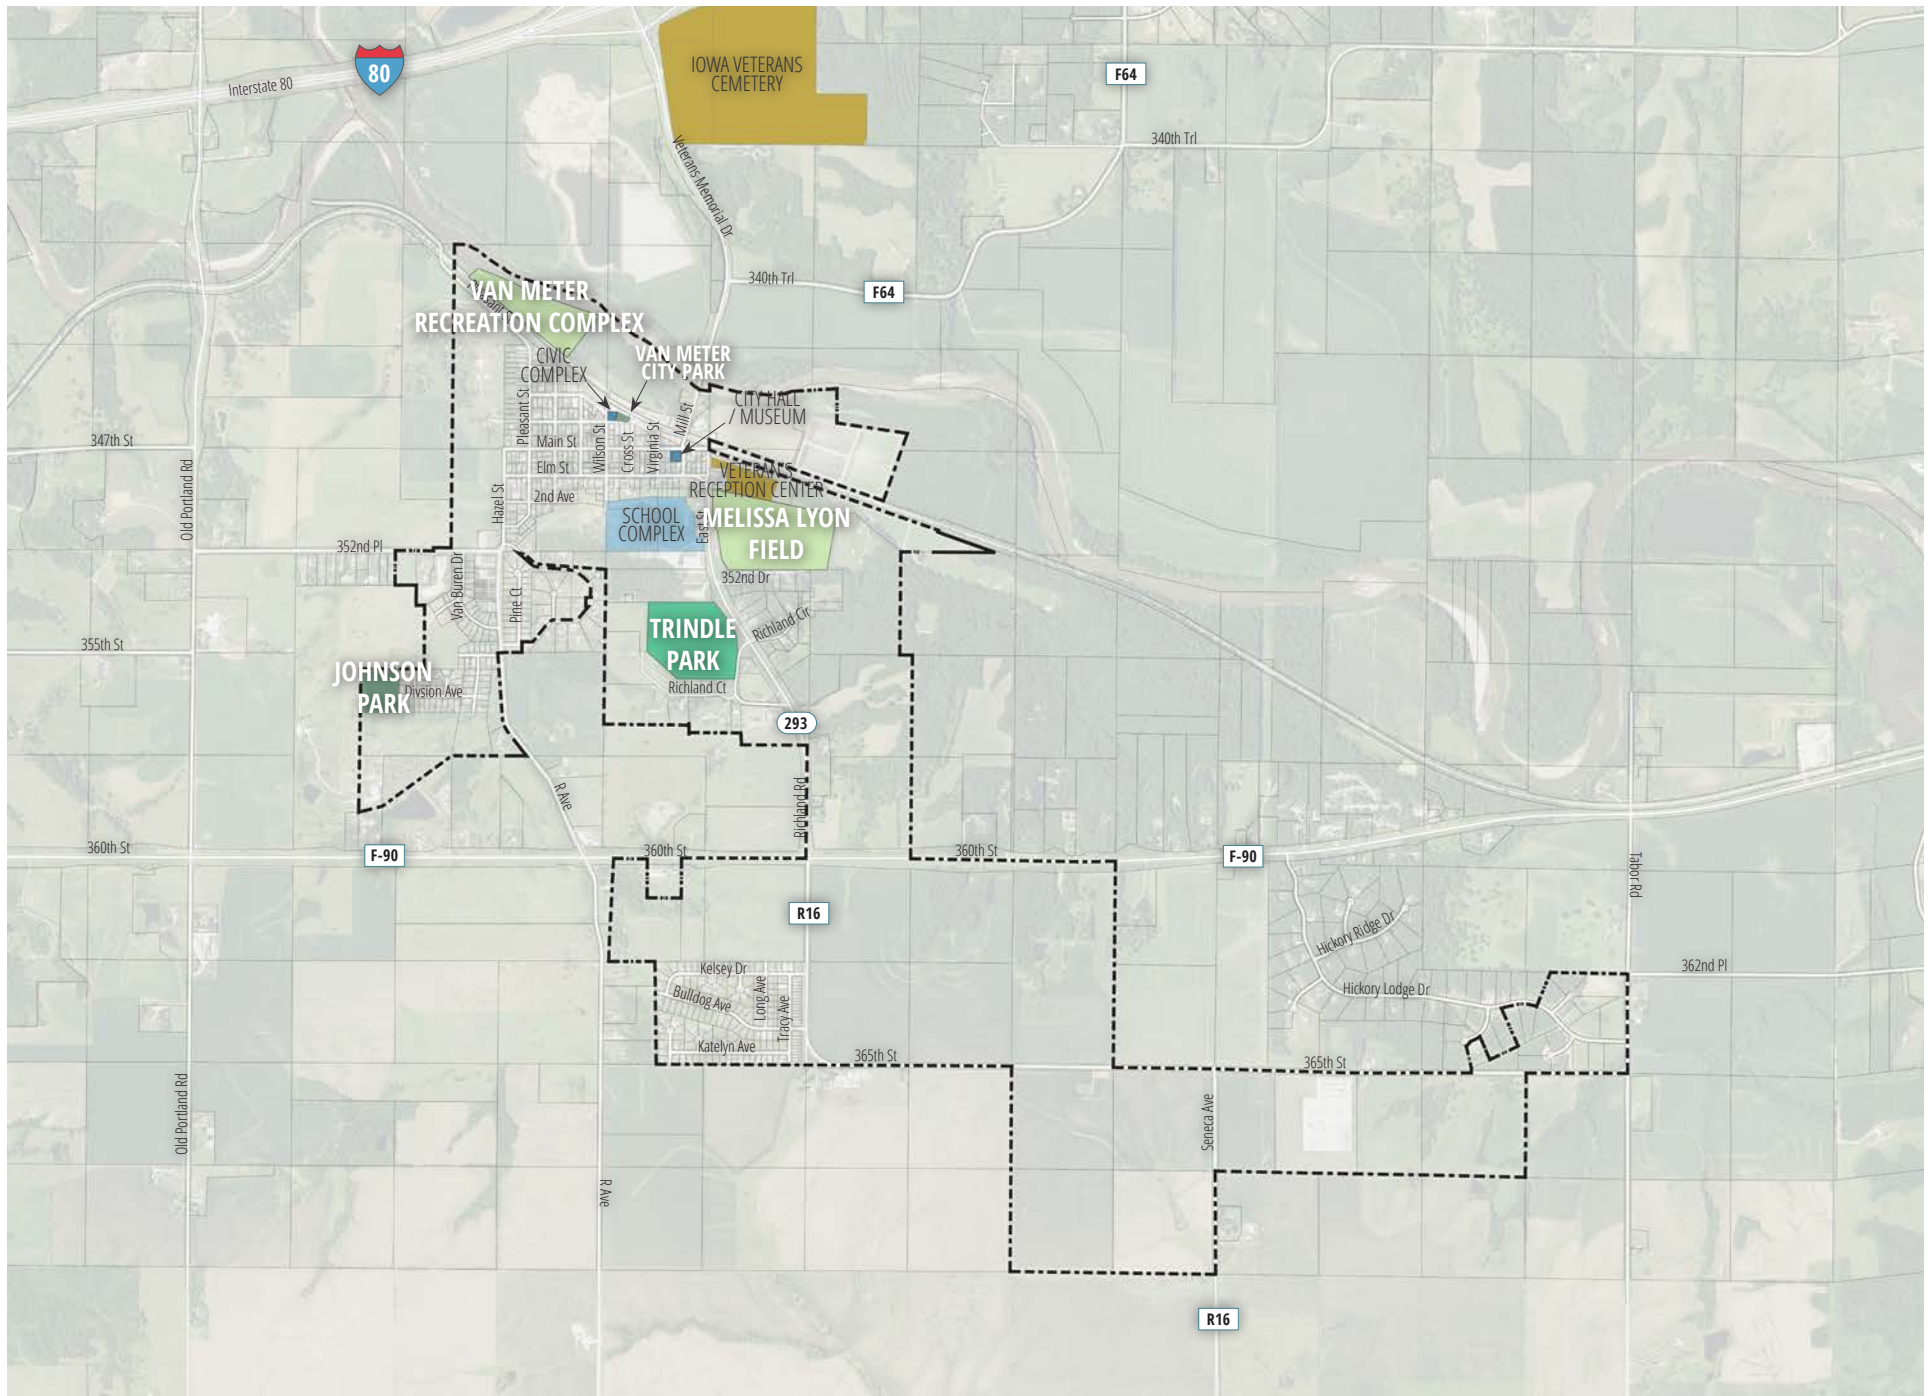 IOWA VETERANS
CEMETERY
80
Interstate 80
F64
340th Trl
Veterans Memorial Dr
340th Trl
F64
VAN METER
RECREATION COMPLEX
CIVIC
COMPLEX
VAN METER
CITY PARK
CITY HALL
/ MUSEUM
Pleasant St
Mill St
347th St
Main St
Wilson St
Cross St
Virginia St
Elm St
Old Portland Rd
VETERAN'S
RECEPTION CENTER
Hazel St
2nd Ave
SCHOOL
COMPLEX
East St
MELISSA LYON
FIELD
352nd Pl
352nd Dr
Van Buren Dr
Pine Ct
TRINDLE
PARK
Richland Cir
355th St
JOHNSON
PARK
Divsion Ave
Richland Ct
293
R Ave
Richland Rd
360th St
F-90
360th St
360th St
F-90
Tabor Rd
R16
Hickory Ridge Dr
Kelsey Dr
362nd Pl
Bulldog Ave
Long Ave
Tracy Ave
Hickory Lodge Dr
Katelyn Ave
365th St
365th St
Old Portland Rd
Seneca Ave
R Ave
R16